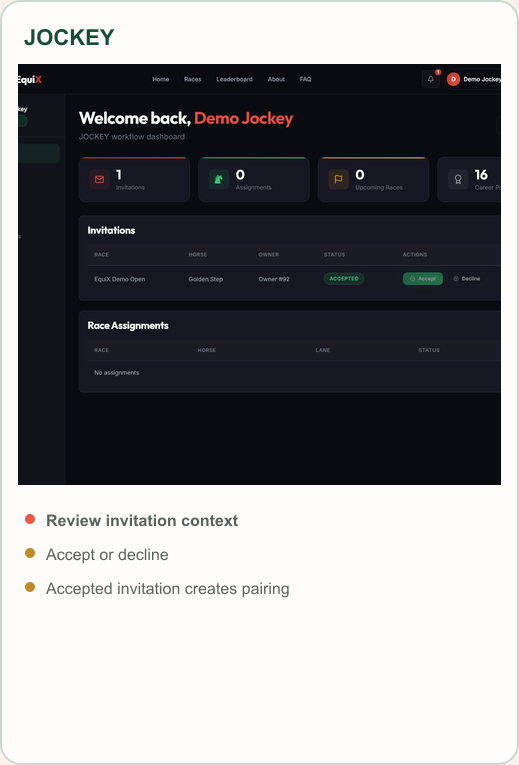 JOCKEY
EquiX
Home Races Leaderboard About FAQ
1
Demo Jockey
key
Welcome back, Demo Jockey
JOCKEY workflow dashboard
1
Invitations
0
Assignments
0
Upcoming Races
16
Career Po
Invitations
RACE HORSE OWNER STATUS ACTIONS
EquiX Demo Open Golden Step Owner #92 ACCEPTED Accept Decline
Race Assignments
RACE HORSE LANE STATUS
No assignments
Review invitation context
Accept or decline
Accepted invitation creates pairing